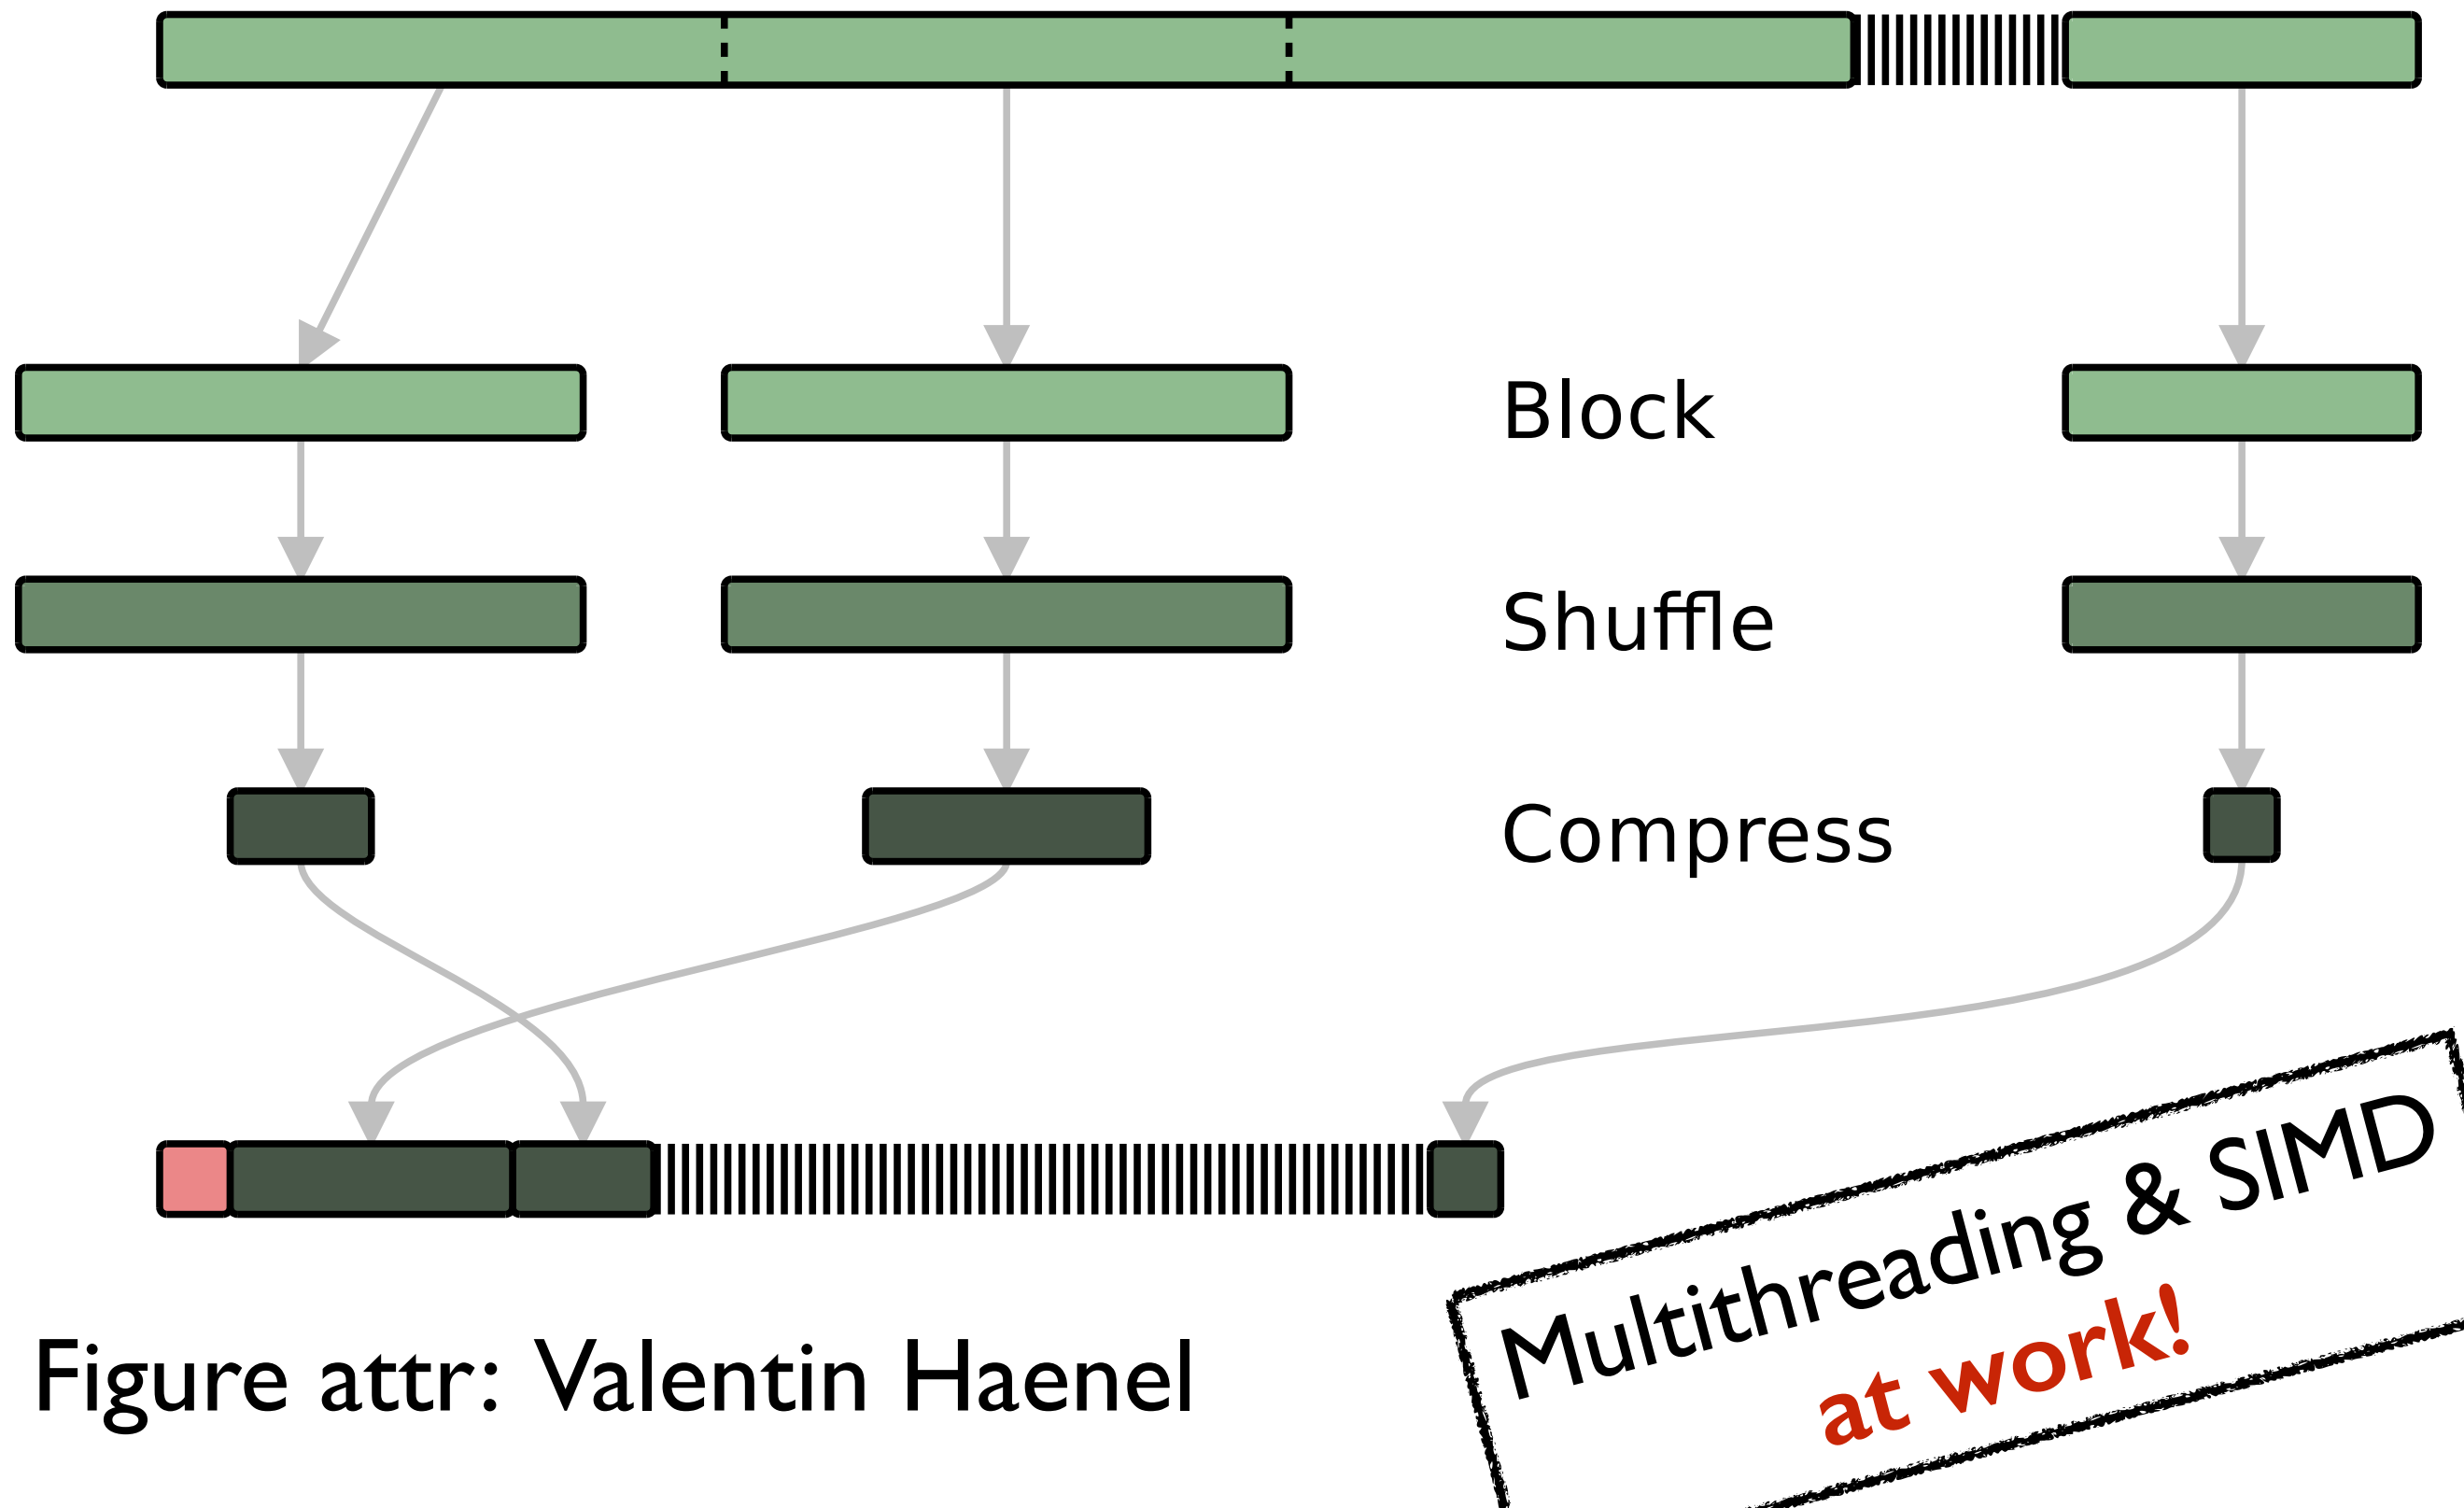 Block
Shuffle
Compress
Figure attr: Valentin Haenel
Multithreading & SIMD
at work!